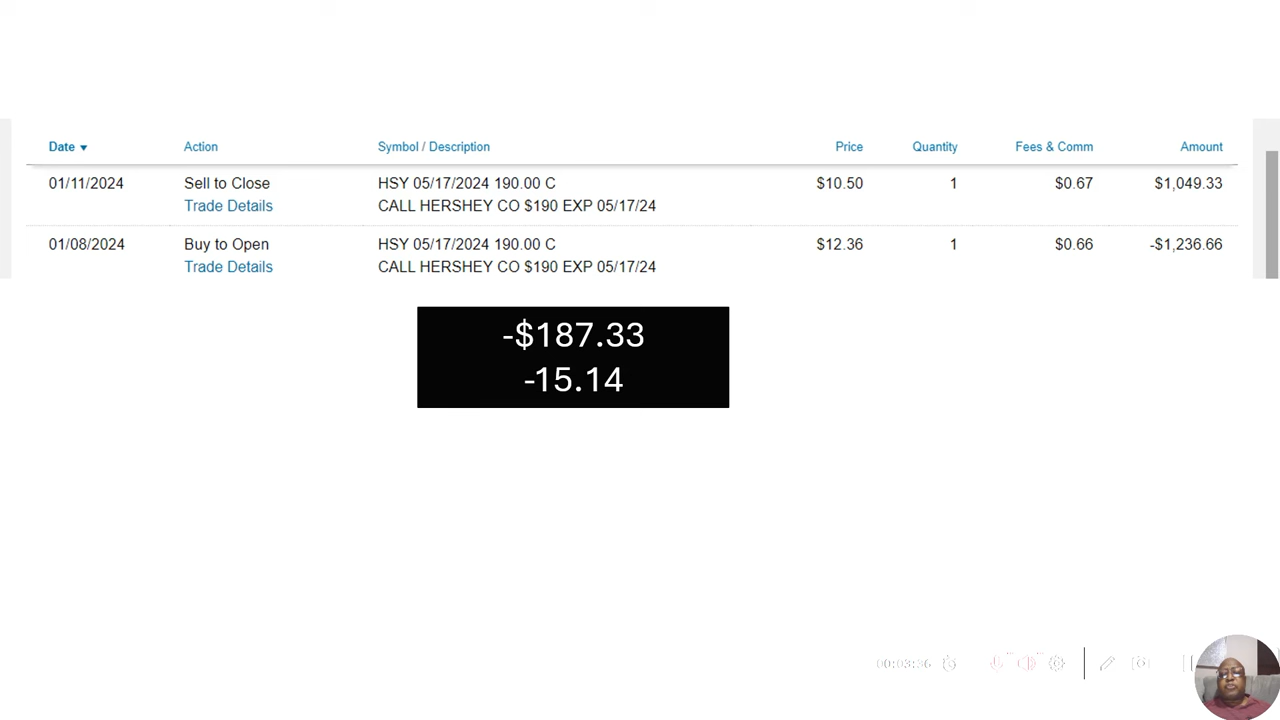 Date ▼ Action Symbol / Description Price Quantity Fees & Comm Amount
01/11/2024 Sell to Close HSY 05/17/2024 190.00 C $10.50 1 $0.67 $1,049.33
Trade Details CALL HERSHEY CO $190 EXP 05/17/24
01/08/2024 Buy to Open HSY 05/17/2024 190.00 C $12.36 1 $0.66 -$1,236.66
Trade Details CALL HERSHEY CO $190 EXP 05/17/24
-$187.33
-15.14
00:03:36